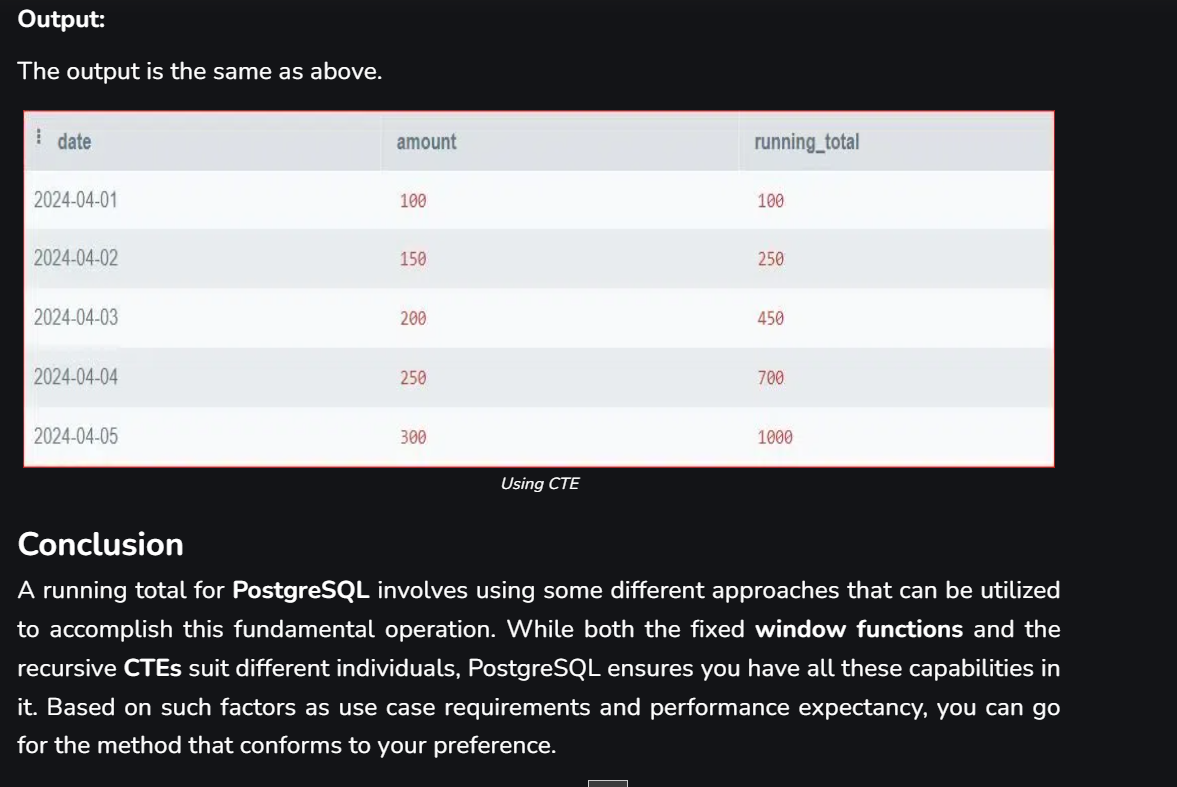 Output:
The output is the same as above.
date amount running_total
2024-04-01 100 100
2024-04-02 150 250
2024-04-03 200 450
2024-04-04 250 700
2024-04-05 300 1000
Using CTE
Conclusion
A running total for PostgreSQL involves using some different approaches that can be utilized
to accomplish this fundamental operation. While both the fixed window functions and the
recursive CTEs suit different individuals, PostgreSQL ensures you have all these capabilities in
it. Based on such factors as use case requirements and performance expectancy, you can go
for the method that conforms to your preference.